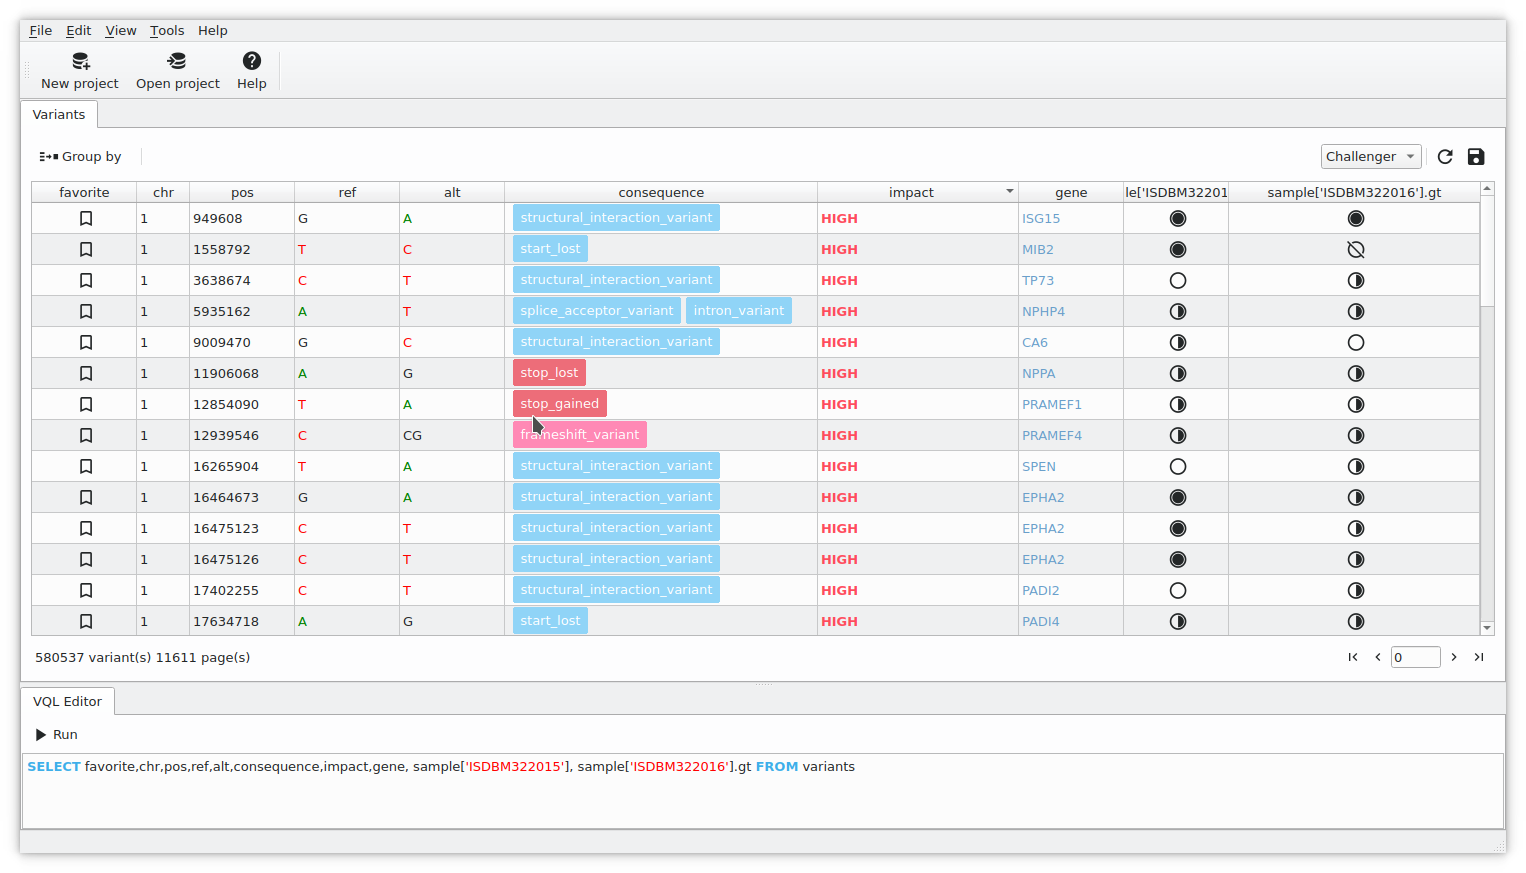 File Edit View Tools Help
New project Open project Help
Variants
Group by Challenger
favorite chr pos ref alt consequence impact gene le['ISDBM32201 sample['ISDBM322016'].gt
1 949608 G A structural_interaction_variant HIGH ISG15
1 1558792 T C start_lost HIGH MIB2
1 3638674 C T structural_interaction_variant HIGH TP73
1 5935162 A T splice_acceptor_variant intron_variant HIGH NPHP4
1 9009470 G C structural_interaction_variant HIGH CA6
1 11906068 A G stop_lost HIGH NPPA
1 12854090 T A stop_gained HIGH PRAMEF1
1 12939546 C CG frameshift_variant HIGH PRAMEF4
1 16265904 T A structural_interaction_variant HIGH SPEN
1 16464673 G A structural_interaction_variant HIGH EPHA2
1 16475123 C T structural_interaction_variant HIGH EPHA2
1 16475126 C T structural_interaction_variant HIGH EPHA2
1 17402255 C T structural_interaction_variant HIGH PADI2
1 17634718 A G start_lost HIGH PADI4
580537 variant(s) 11611 page(s) 0
VQL Editor
Run
SELECT favorite,chr,pos,ref,alt,consequence,impact,gene, sample['ISDBM322015'], sample['ISDBM322016'].gt FROM variants